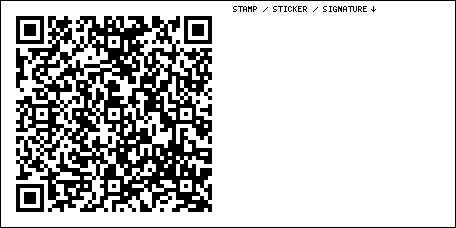 STAMP / STICKER / SIGNATURE ↓